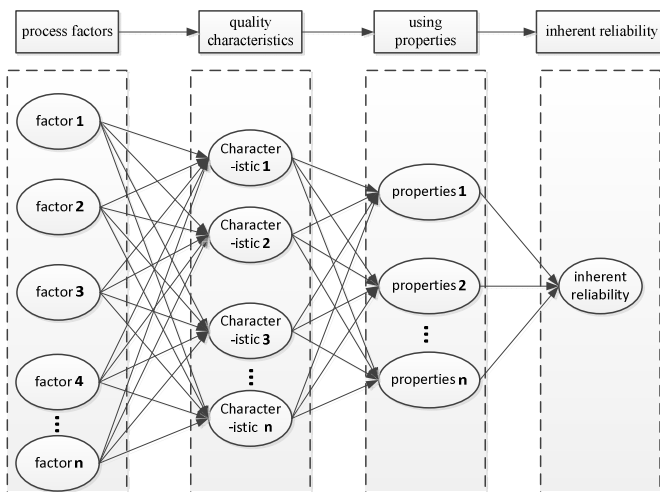 process factors
quality
characteristics
using
properties
inherent reliability
factor 1
factor 2
factor 3
factor 4
factor n
Character
-istic 1
Character
-istic 2
Character
-istic 3
Character
-istic n
properties 1
properties 2
properties n
inherent
reliability